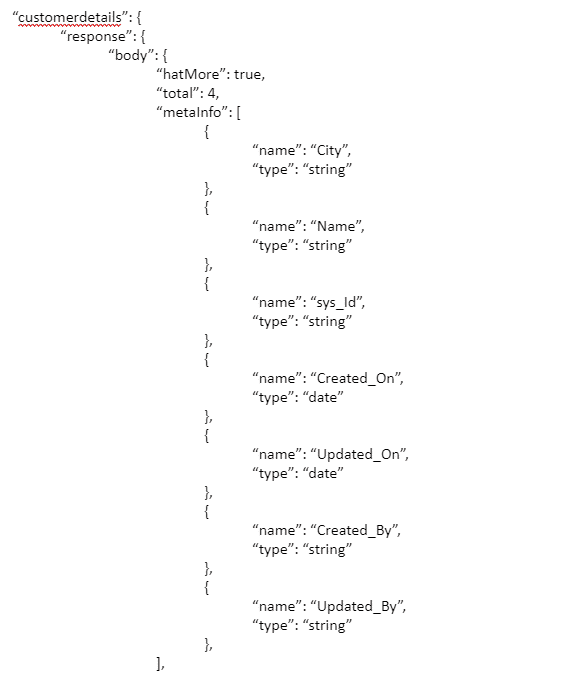 “customerdetails”: {
“response”: {
“body”: {
“hatMore”: true,
“total”: 4,
“metaInfo”: [
{
“name”: “City”,
“type”: “string”
},
{
“name”: “Name”,
“type”: “string”
},
{
“name”: “sys_Id”,
“type”: “string”
},
{
“name”: “Created_On”,
“type”: “date”
},
{
“name”: “Updated_On”,
“type”: “date”
},
{
“name”: “Created_By”,
“type”: “string”
},
{
“name”: “Updated_By”,
“type”: “string”
},
],